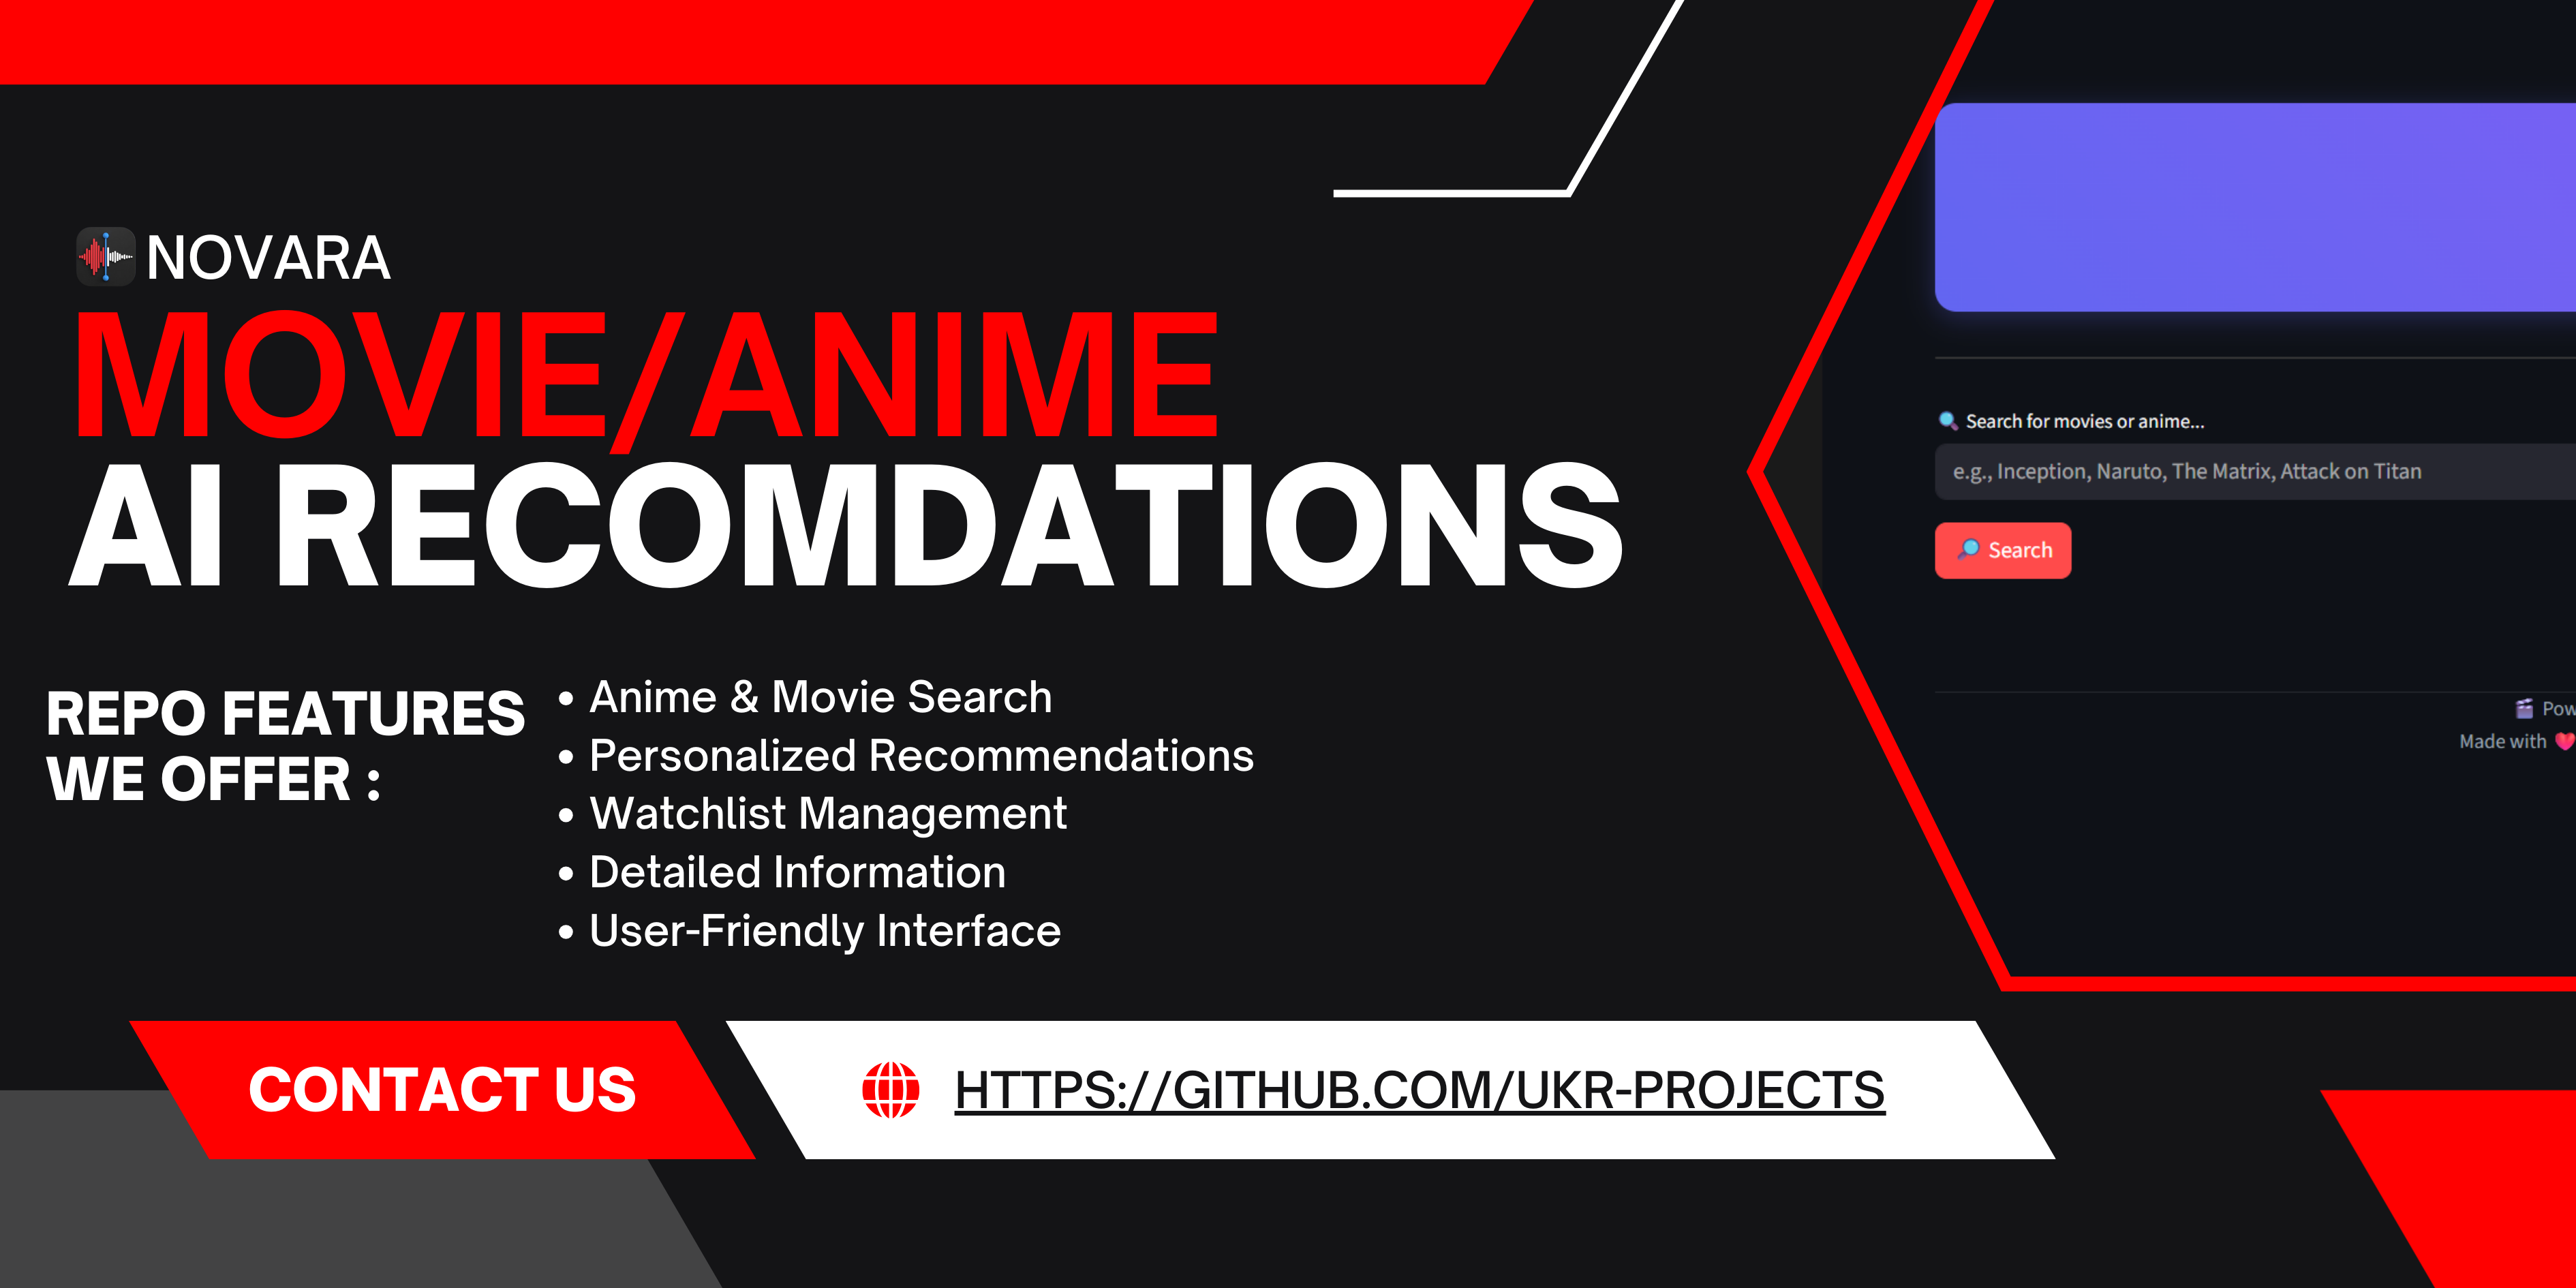 NOVARA
MOVIE/ANIME
AI RECOMDATIONS
REPO FEATURES
WE OFFER :
• Anime & Movie Search
• Personalized Recommendations
• Watchlist Management
• Detailed Information
• User-Friendly Interface
CONTACT US
HTTPS://GITHUB.COM/UKR-PROJECTS
Search for movies or anime...
e.g., Inception, Naruto, The Matrix, Attack on Titan
Search
Made with